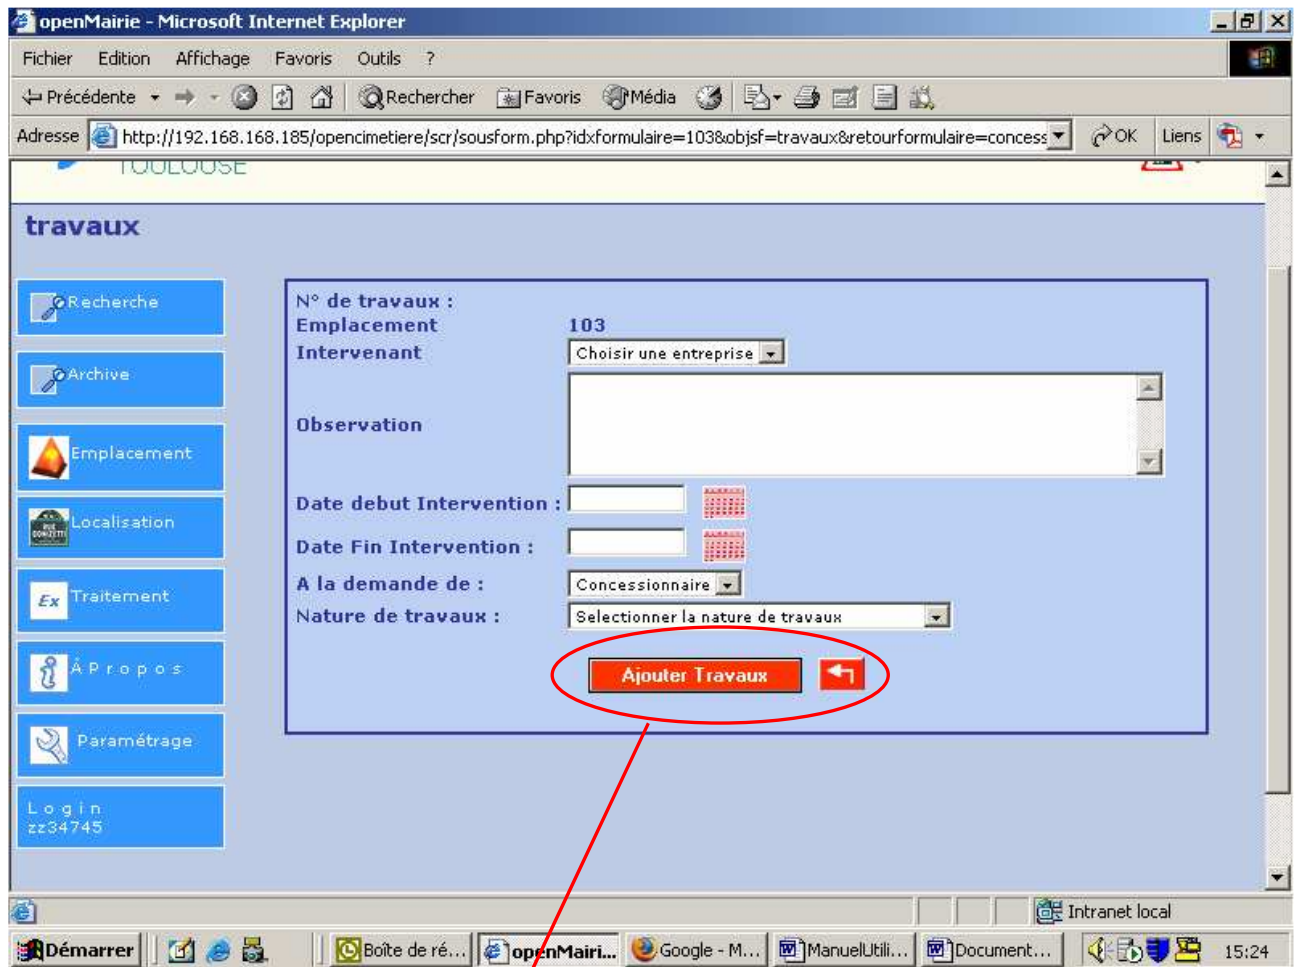 openMairie - Microsoft Internet Explorer
Fichier Edition Affichage Favoris Outils ?
Précédente Rechercher Favoris Média
Adresse http://192.168.168.185/opencimetiere/scr/sousform.php?idxformulaire=103&objsf=travaux&retourformulaire=concess OK Liens
TOULOUSE
travaux
Recherche
Archive
Emplacement
Localisation
Ex Traitement
À Propos
Paramétrage
Login
zz34745
N° de travaux :
Emplacement 103
Intervenant Choisir une entreprise
Observation
Date debut Intervention :
Date Fin Intervention :
A la demande de : Concessionnaire
Nature de travaux : Selectionner la nature de travaux
Ajouter Travaux
Intranet local
Démarrer Boîte de ré... openMairi... Google - M... ManuelUtili... Document... 15:24